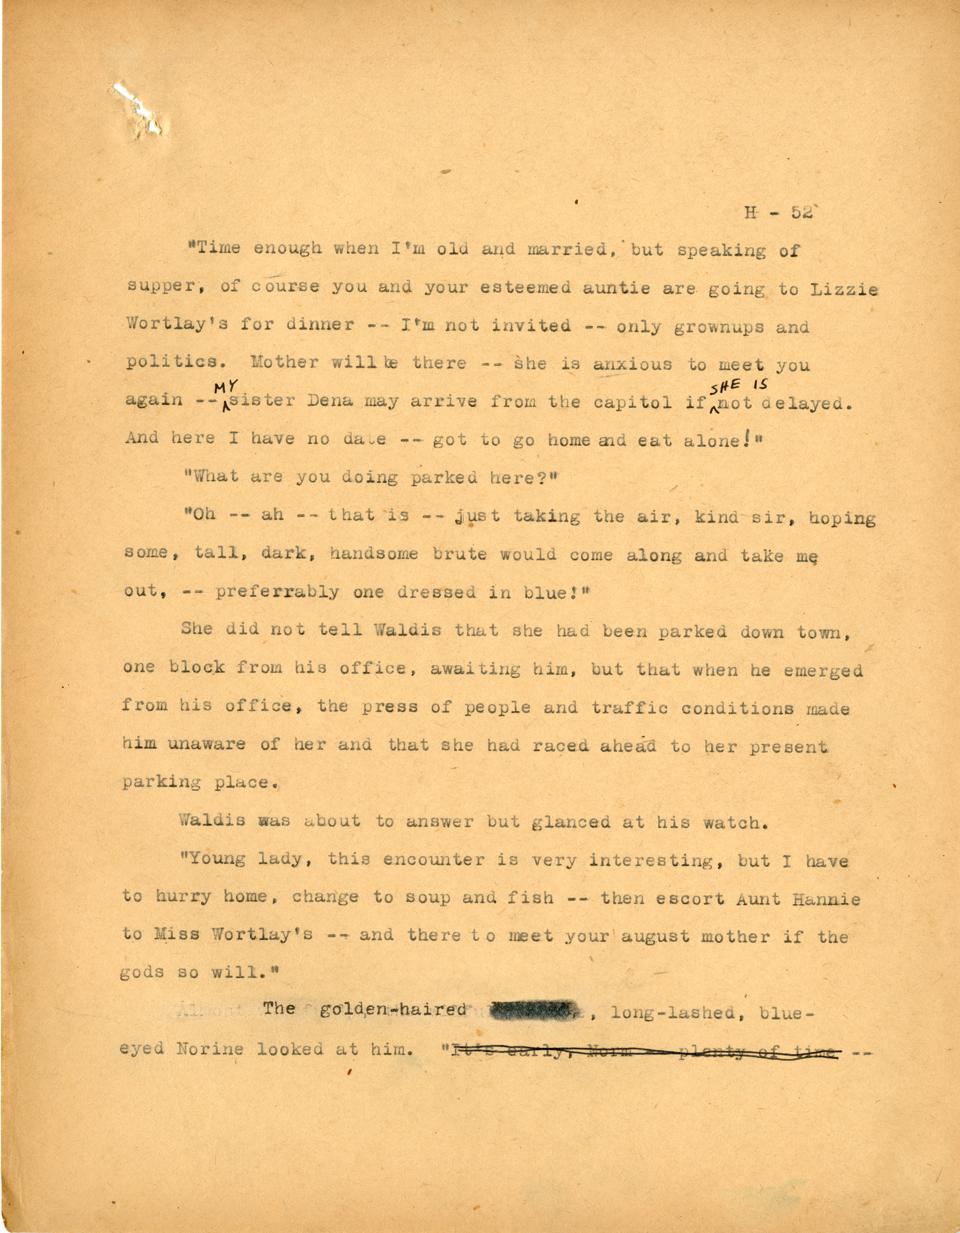 H - 52
"Time enough when I'm old and married, but speaking of
supper, of course you and your esteemed auntie are going to Lizzie
Wortlay's for dinner -- I'm not invited -- only grownups and
politics. Mother will be there -- she is anxious to meet you
again -- MY sister Dena may arrive from the capitol if SHE IS not delayed.
And here I have no date -- got to go home and eat alone!"
"What are you doing parked here?"
"Oh -- ah -- that is -- just taking the air, kind sir, hoping
some, tall, dark, handsome brute would come along and take me
out, -- preferrably one dressed in blue!"
She did not tell Waldis that she had been parked down town,
one block from his office, awaiting him, but that when he emerged
from his office, the press of people and traffic conditions made
him unaware of her and that she had raced ahead to her present
parking place.
Waldis was about to answer but glanced at his watch.
"Young lady, this encounter is very interesting, but I have
to hurry home, change to soup and fish -- then escort Aunt Hannie
to Miss Wortlay's -- and there to meet your august mother if the
gods so will."
The golden-haired , long-lashed, blue-
eyed Norine looked at him. "It's early, Norm -- plenty of time --